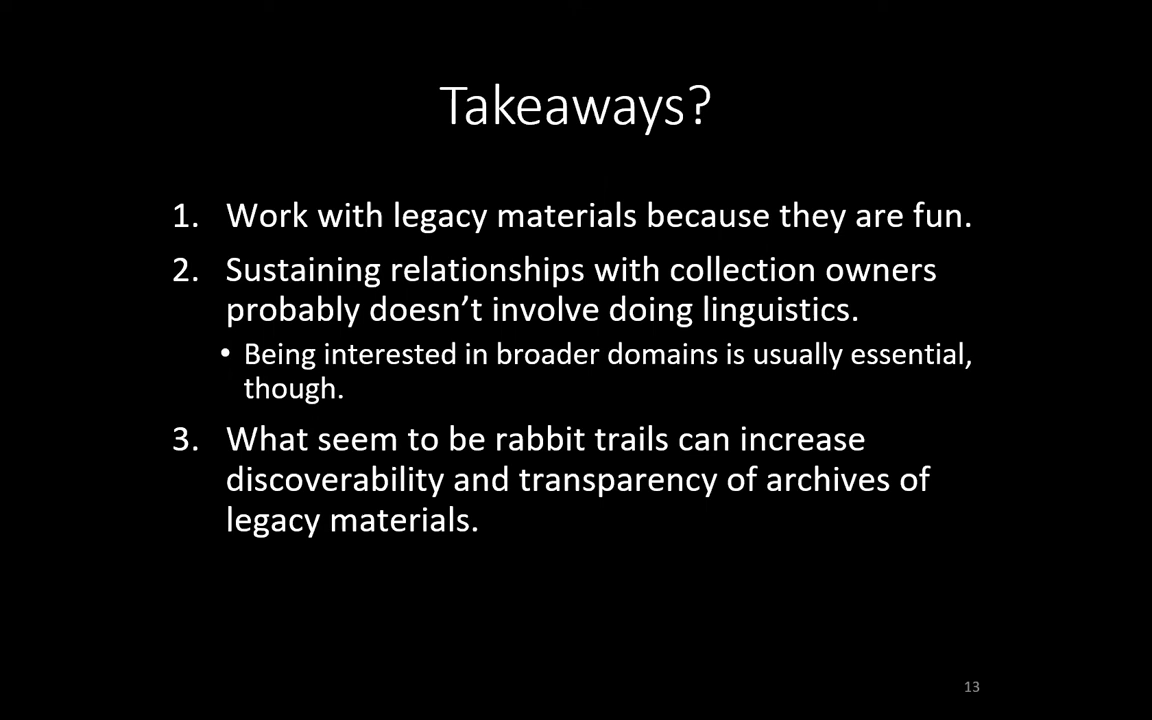 Takeaways?
1. Work with legacy materials because they are fun.
2. Sustaining relationships with collection owners
probably doesn’t involve doing linguistics.
• Being interested in broader domains is usually essential,
though.
3. What seem to be rabbit trails can increase
discoverability and transparency of archives of
legacy materials.
13